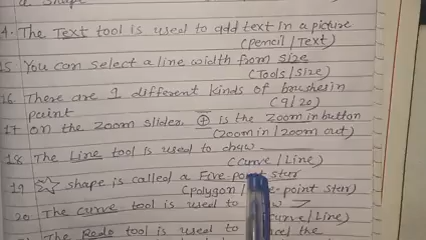 d. Shape
14. The Text tool is used to add text in a picture
(Pencil / Text)
15 You can select a line width from size
(Tools / Size)
16 There are 9 different kinds of brushes in
paint (9 / 20)
17 on the zoom slider ⊕ is the zoom in button
(zoom in / zoom out)
18 The Line tool is used to draw ______
(Curve / Line)
19 shape is called a Five-point star
(Polygon / -point star)
20 The curve tool is used to
Curve / Line)
The Redo tool is used to the